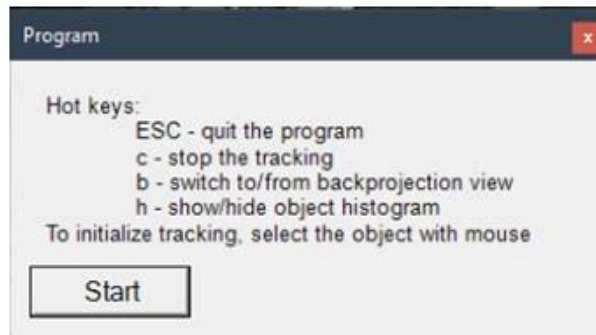 Program
x
Hot keys:
ESC - quit the program
c - stop the tracking
b - switch to/from backprojection view
h - show/hide object histogram
To initialize tracking, select the object with mouse
Start